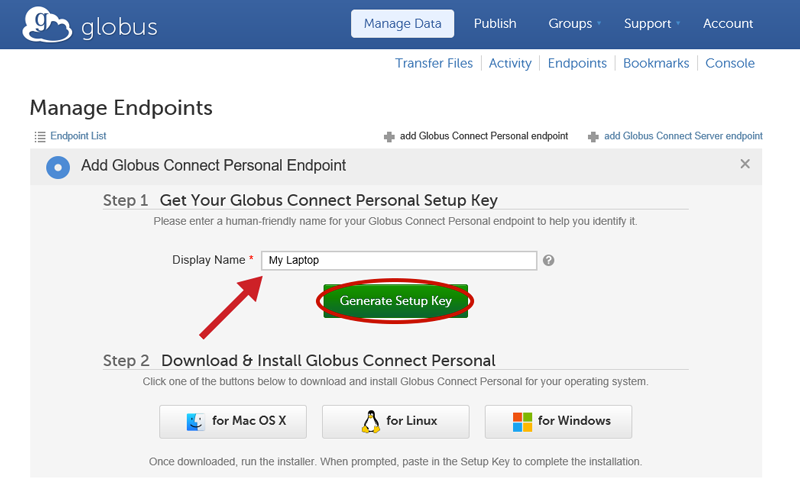 globus
Manage Data Publish Groups Support Account
Transfer Files Activity Endpoints Bookmarks Console
Manage Endpoints
Endpoint List add Globus Connect Personal endpoint add Globus Connect Server endpoint
Add Globus Connect Personal Endpoint
Step 1 Get Your Globus Connect Personal Setup Key
Please enter a human-friendly name for your Globus Connect Personal endpoint to help you identify it.
Display Name * My Laptop ?
Generate Setup Key
Step 2 Download & Install Globus Connect Personal
Click one of the buttons below to download and install Globus Connect Personal for your operating system.
for Mac OS X for Linux for Windows
Once downloaded, run the installer. When prompted, paste in the Setup Key to complete the installation.